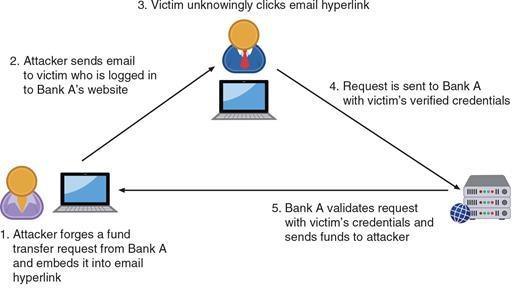 3. Victim unknowingly clicks email hyperlink
2. Attacker sends email
to victim who is logged in
to Bank A's website
4. Request is sent to Bank A
with victim's verified credentials
1. Attacker forges a fund
transfer request from Bank A
and embeds it into email
hyperlink
5. Bank A validates request
with victim's credentials and
sends funds to attacker